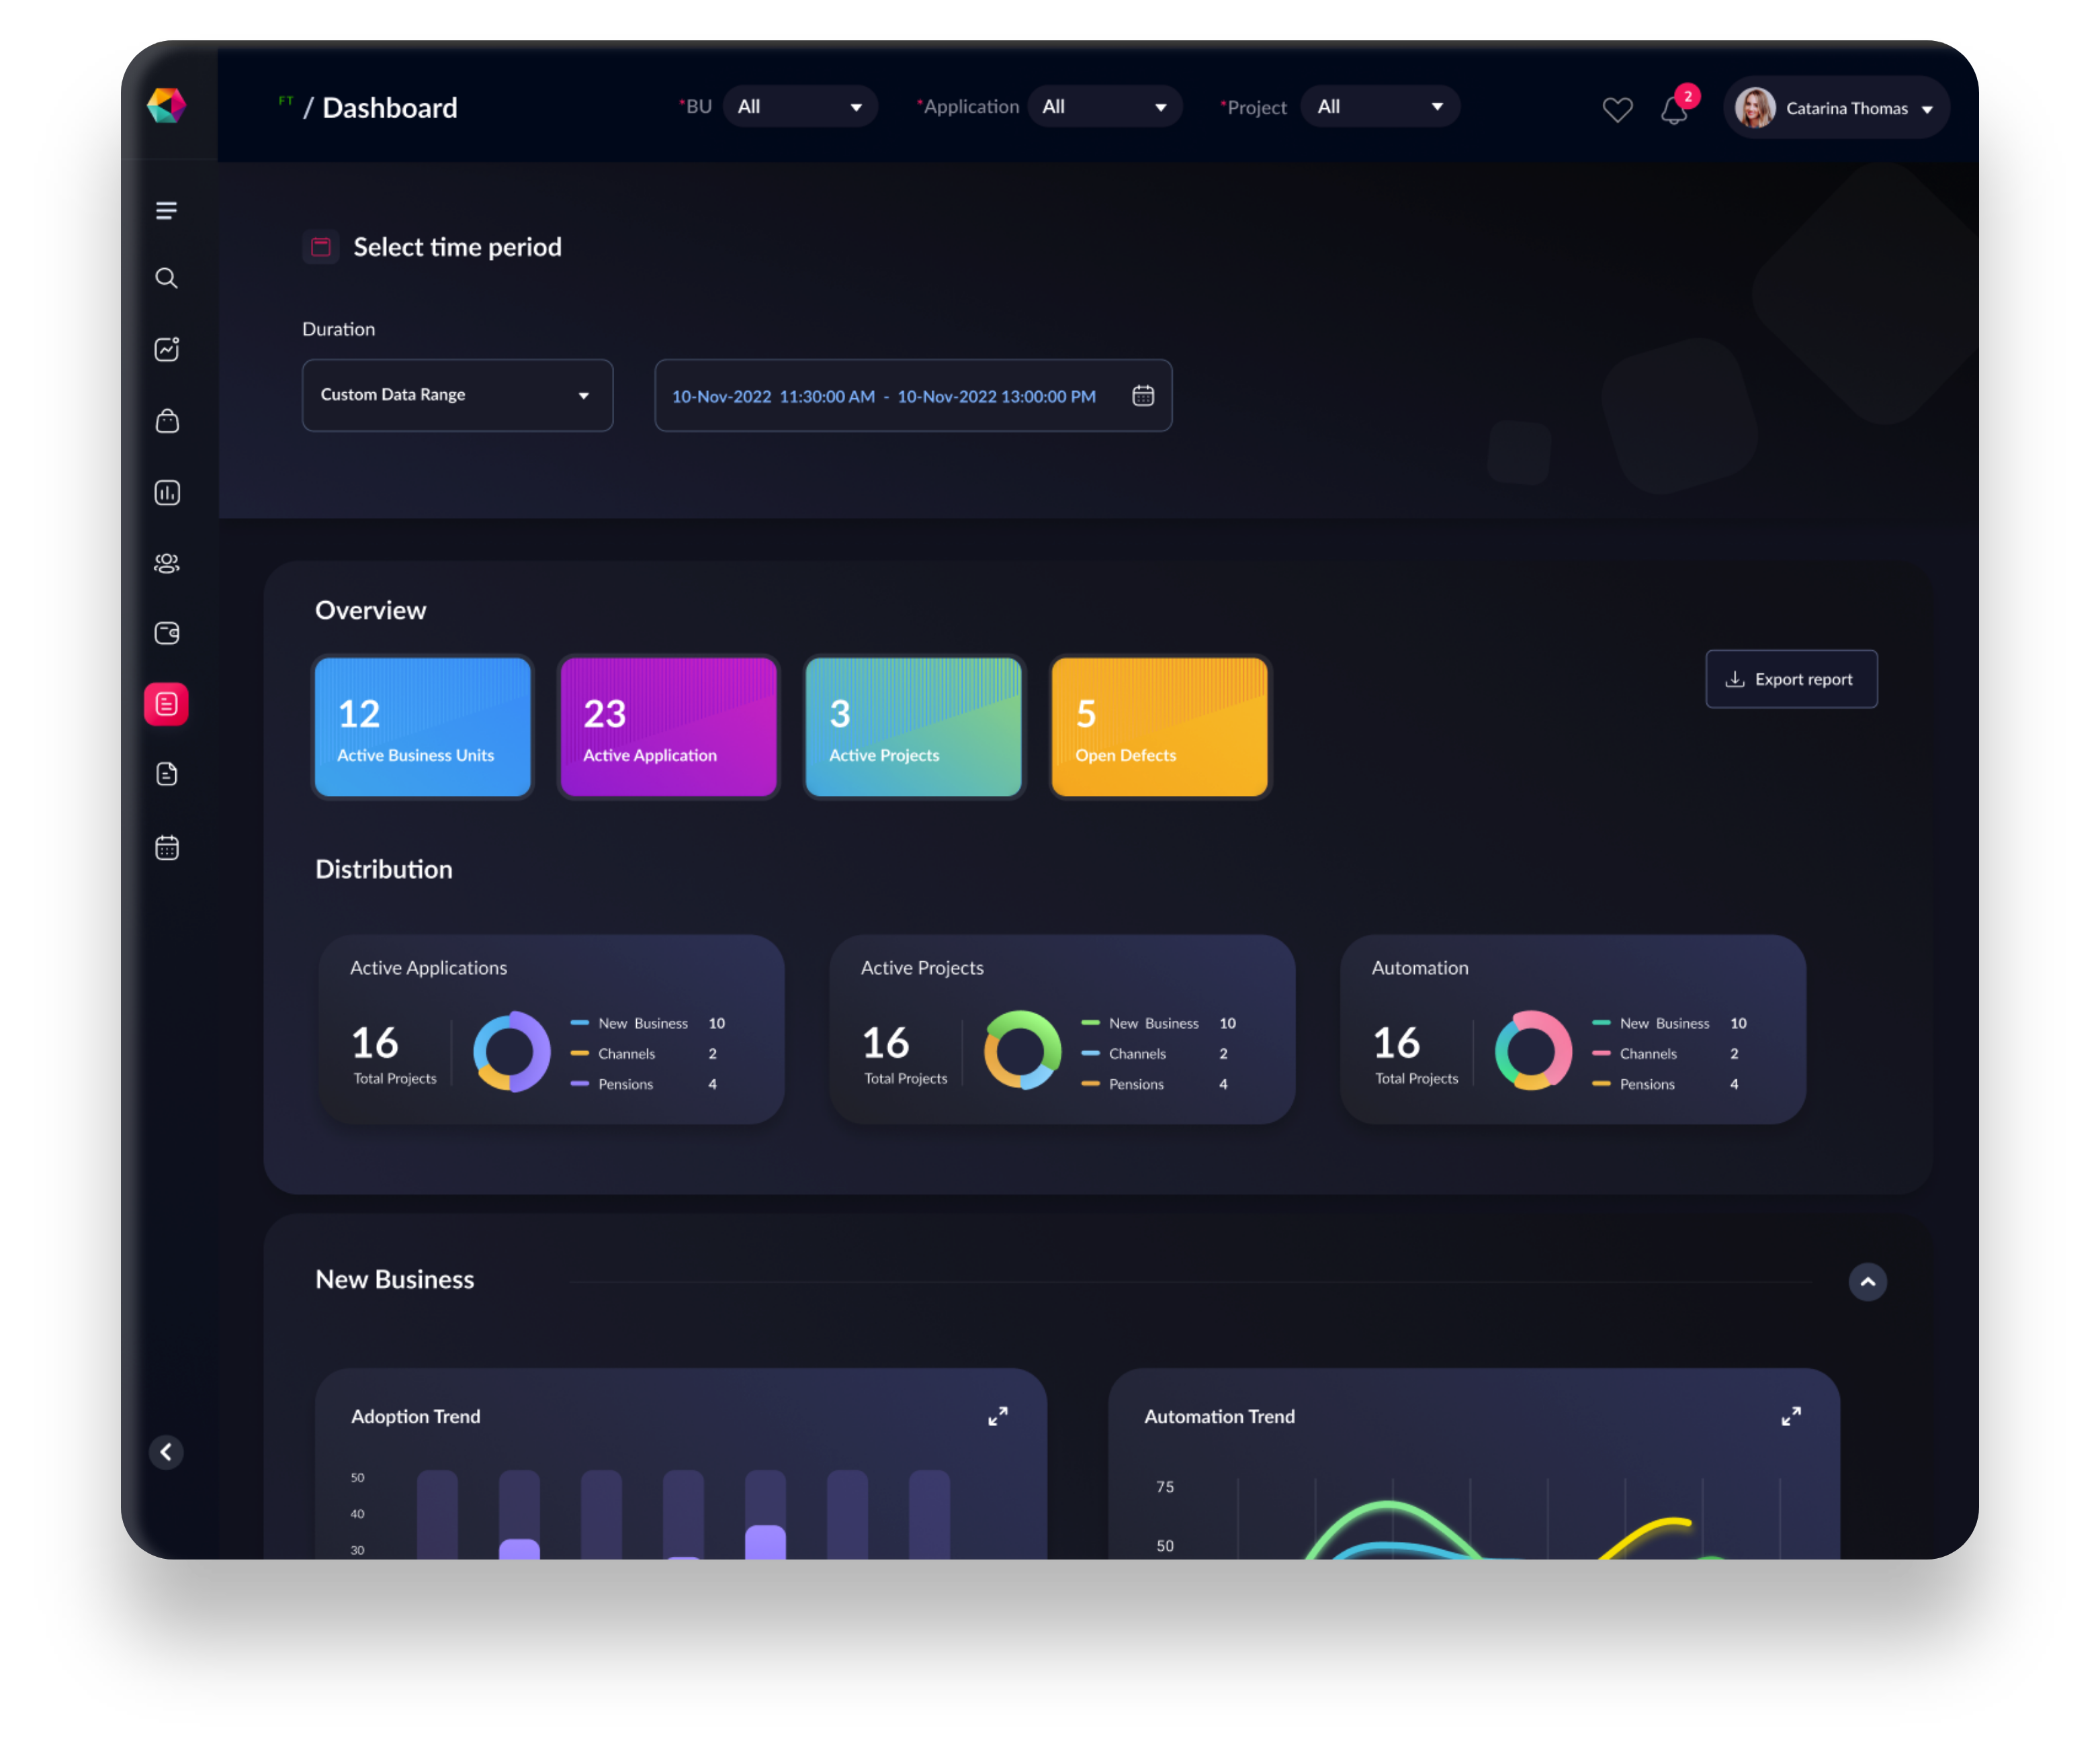 FT / Dashboard
*BU All
*Application All
*Project All
2
Catarina Thomas
Select time period
Duration
Custom Data Range
10-Nov-2022 11:30:00 AM - 10-Nov-2022 13:00:00 PM
Overview
12
Active Business Units
23
Active Application
3
Active Projects
5
Open Defects
Export report
Distribution
Active Applications
16
Total Projects
New Business 10
Channels 2
Pensions 4
Active Projects
16
Total Projects
New Business 10
Channels 2
Pensions 4
Automation
16
Total Projects
New Business 10
Channels 2
Pensions 4
New Business
Adoption Trend
50
40
30
Automation Trend
75
50